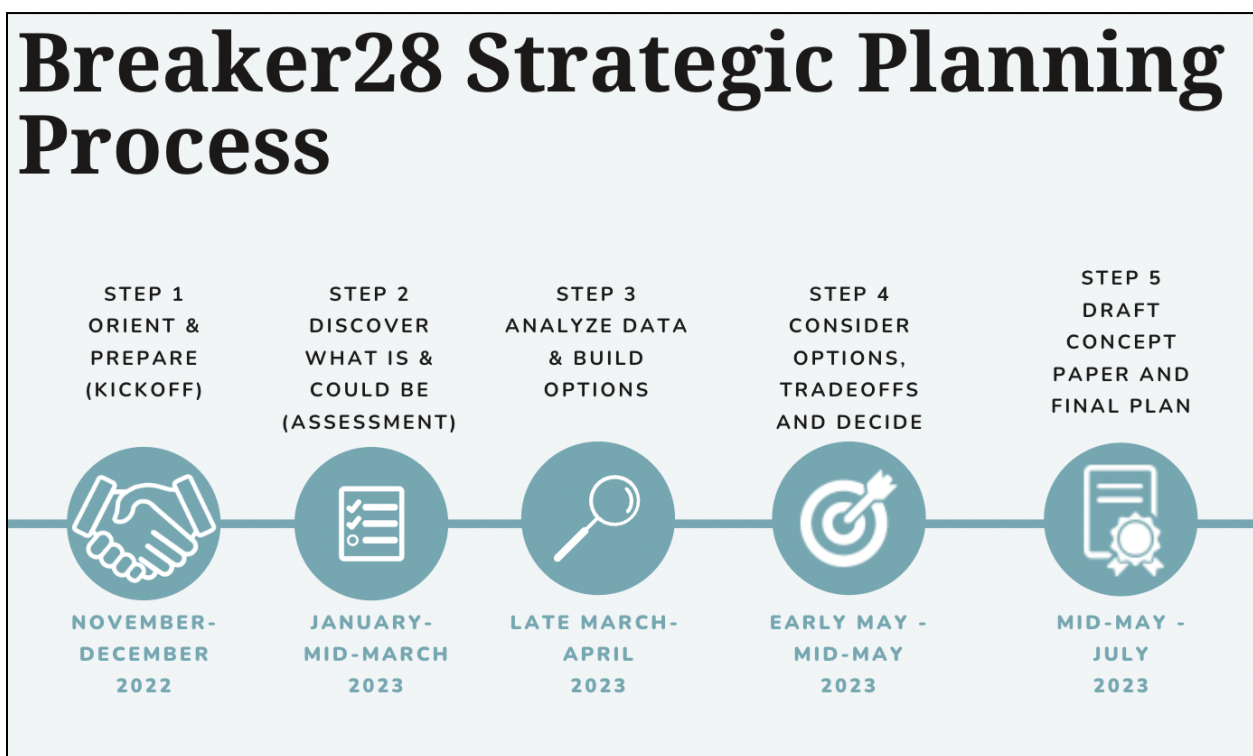 Breaker28 Strategic Planning
Process
STEP 1
ORIENT &
PREPARE
(KICKOFF)
STEP 2
DISCOVER
WHAT IS &
COULD BE
(ASSESSMENT)
STEP 3
ANALYZE DATA
& BUILD
OPTIONS
STEP 4
CONSIDER
OPTIONS,
TRADEOFFS
AND DECIDE
STEP 5
DRAFT
CONCEPT
PAPER AND
FINAL PLAN
NOVEMBER-
DECEMBER
2022
JANUARY-
MID-MARCH
2023
LATE MARCH-
APRIL
2023
EARLY MAY -
MID-MAY
2023
MID-MAY -
JULY
2023